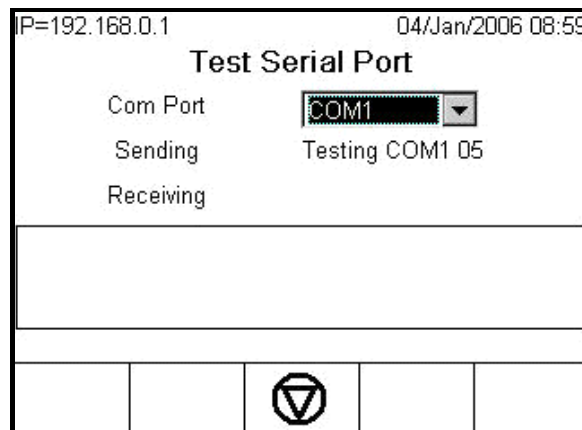 IP=192.168.0.1 04/Jan/2006 08:59
Test Serial Port
Com Port COM1
Sending Testing COM1 05
Receiving